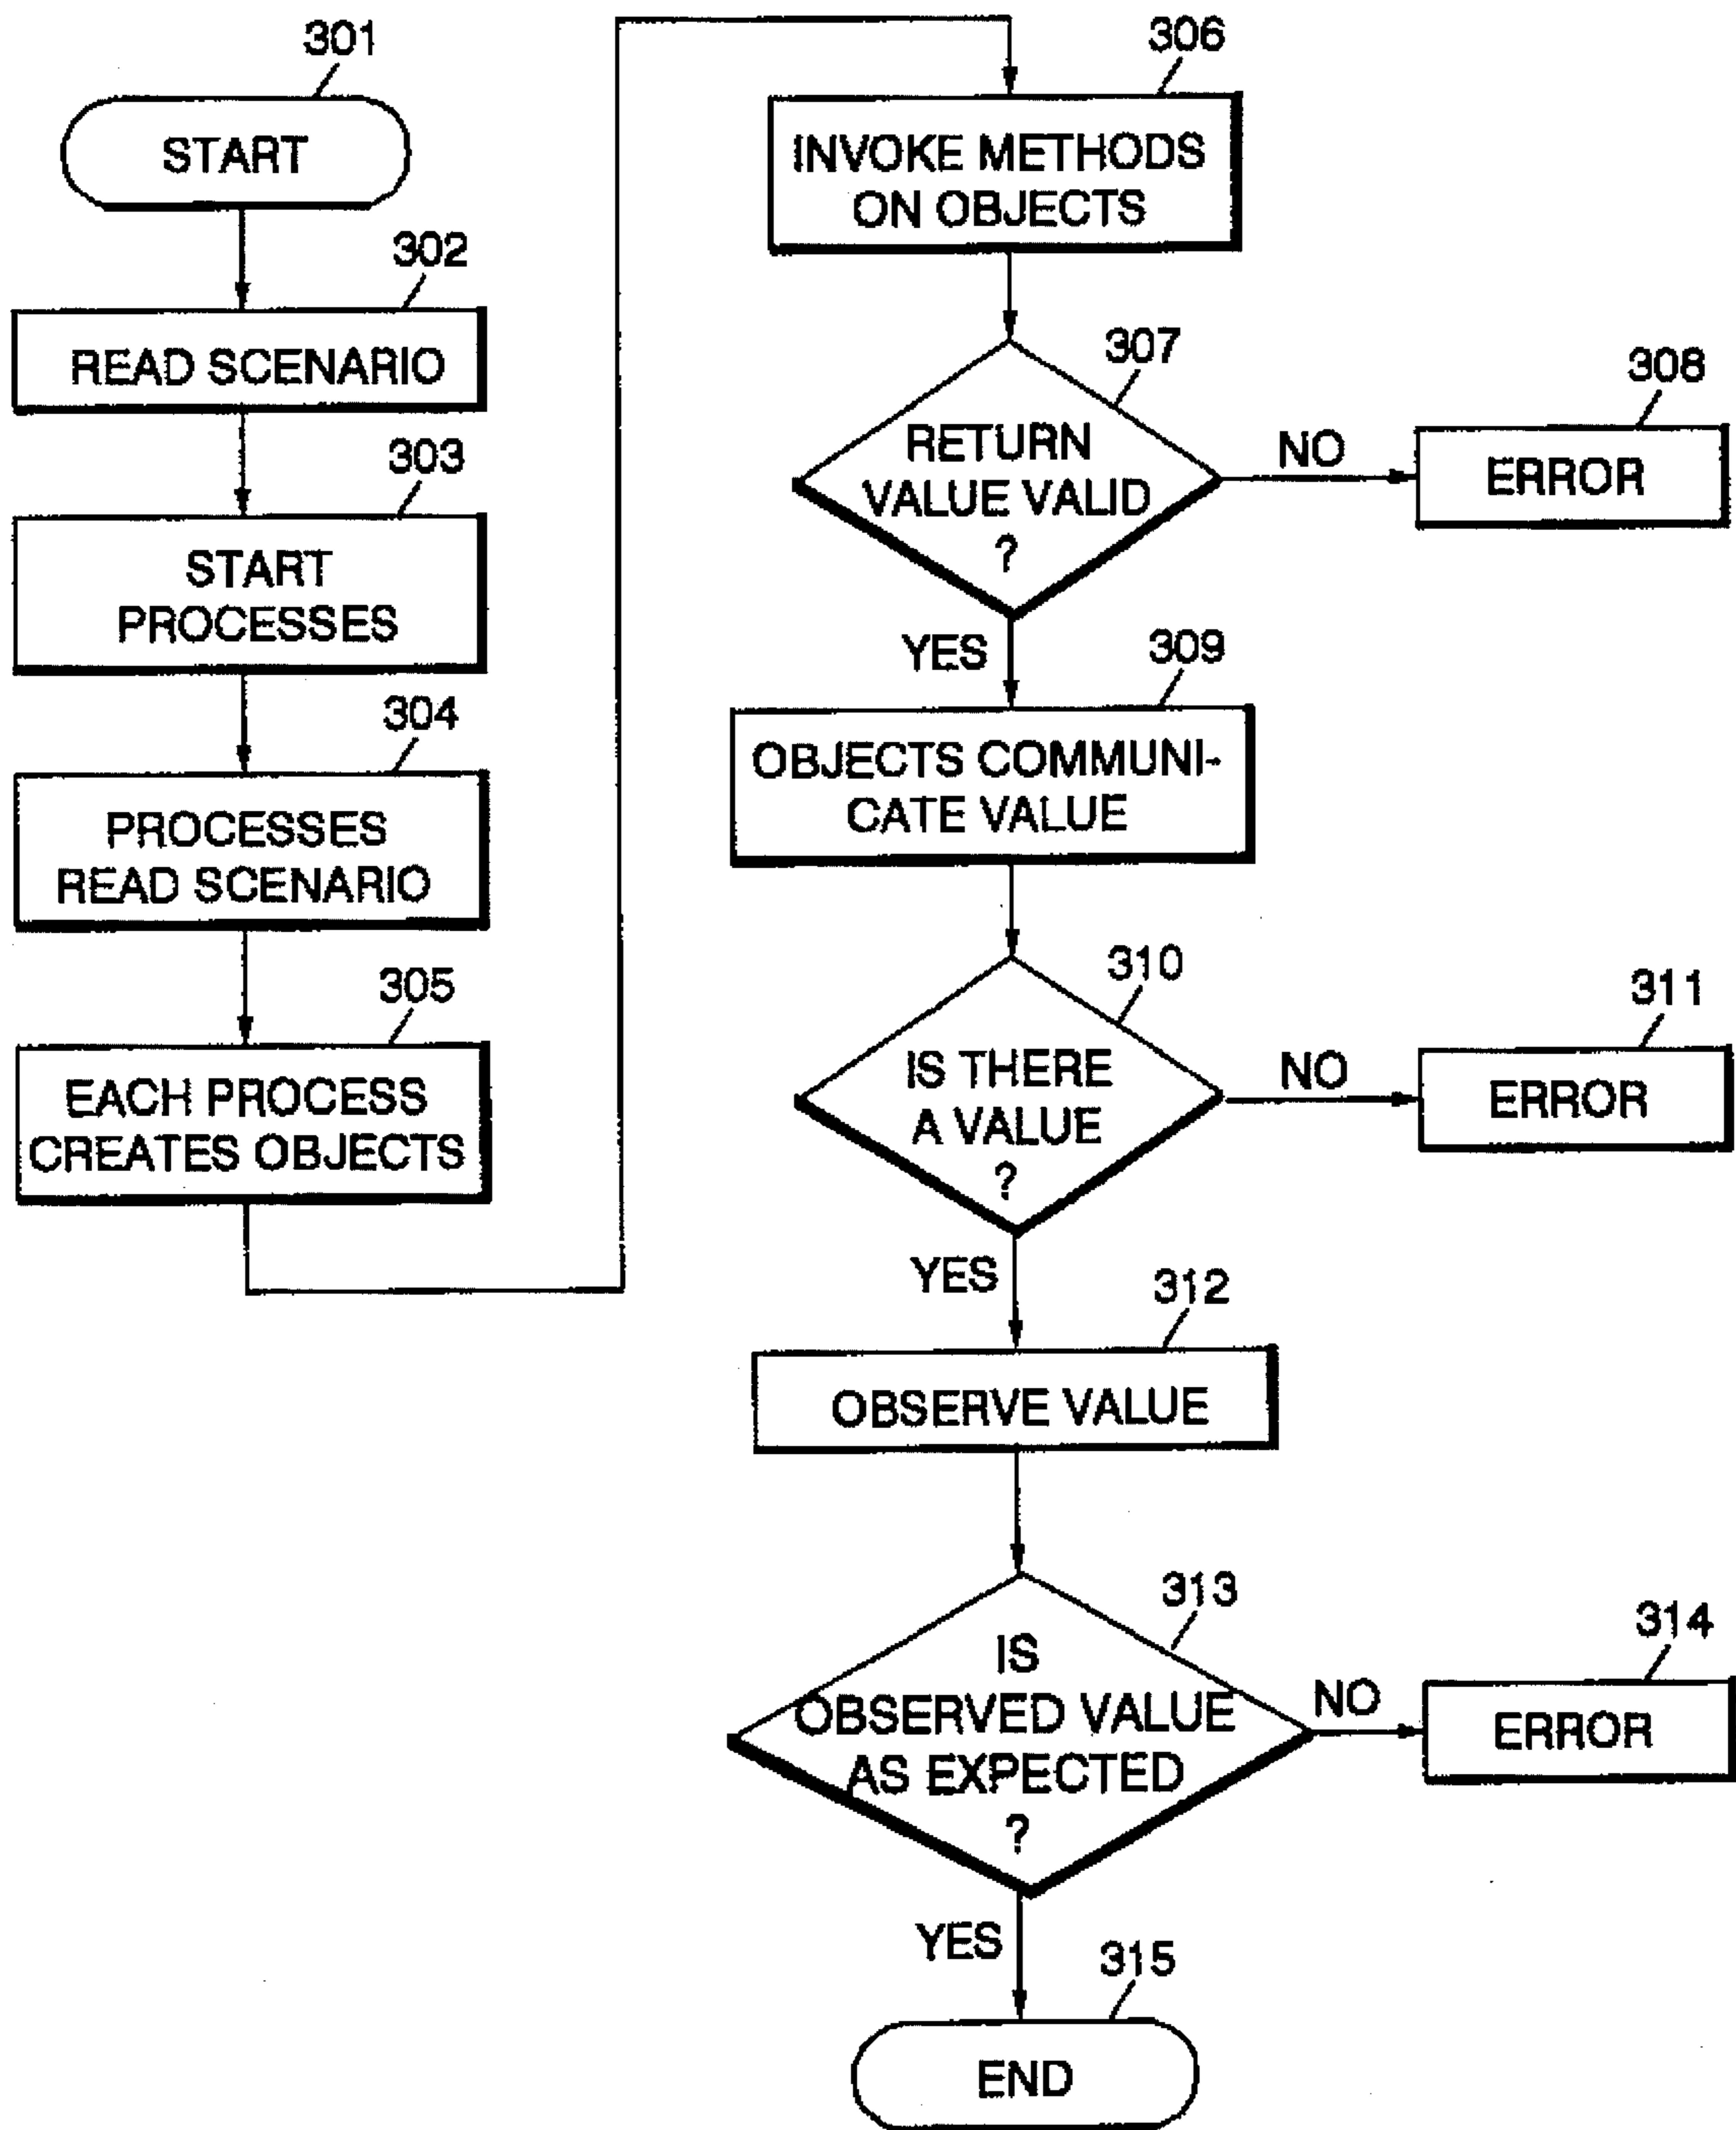 301
START
302
READ SCENARIO
303
START
PROCESSES
304
PROCESSES
READ SCENARIO
305
EACH PROCESS
CREATES OBJECTS
306
INVOKE METHODS
ON OBJECTS
307
RETURN
VALUE VALID
?
NO
308
ERROR
YES
309
OBJECTS COMMUNI-
CATE VALUE
310
IS THERE
A VALUE
?
NO
311
ERROR
YES
312
OBSERVE VALUE
313
IS
OBSERVED VALUE
AS EXPECTED
?
NO
314
ERROR
YES
315
END